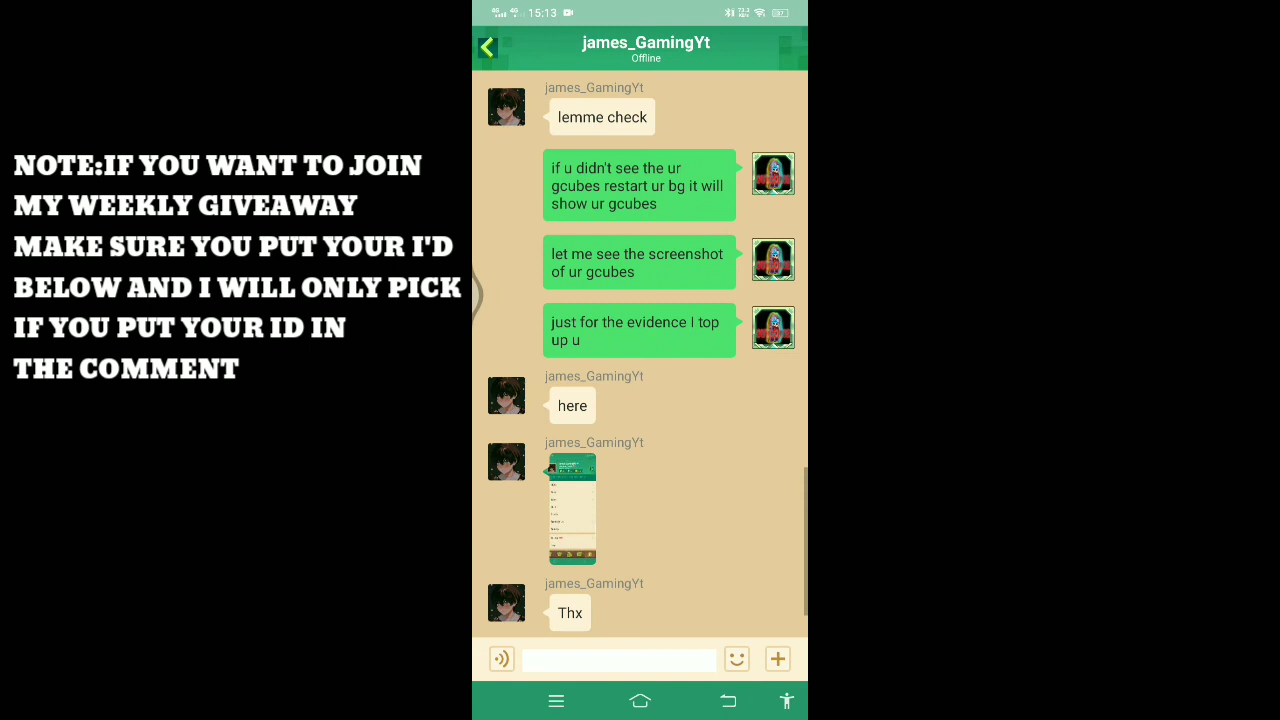 NOTE:IF YOU WANT TO JOIN
MY WEEKLY GIVEAWAY
MAKE SURE YOU PUT YOUR I'D
BELOW AND I WILL ONLY PICK
IF YOU PUT YOUR ID IN
THE COMMENT
15:13
james_GamingYt
Offline
james_GamingYt
lemme check
if u didn't see the ur
gcubes restart ur bg it will
show ur gcubes
let me see the screenshot
of ur gcubes
just for the evidence I top
up u
james_GamingYt
here
james_GamingYt
james_GamingYt
Thx